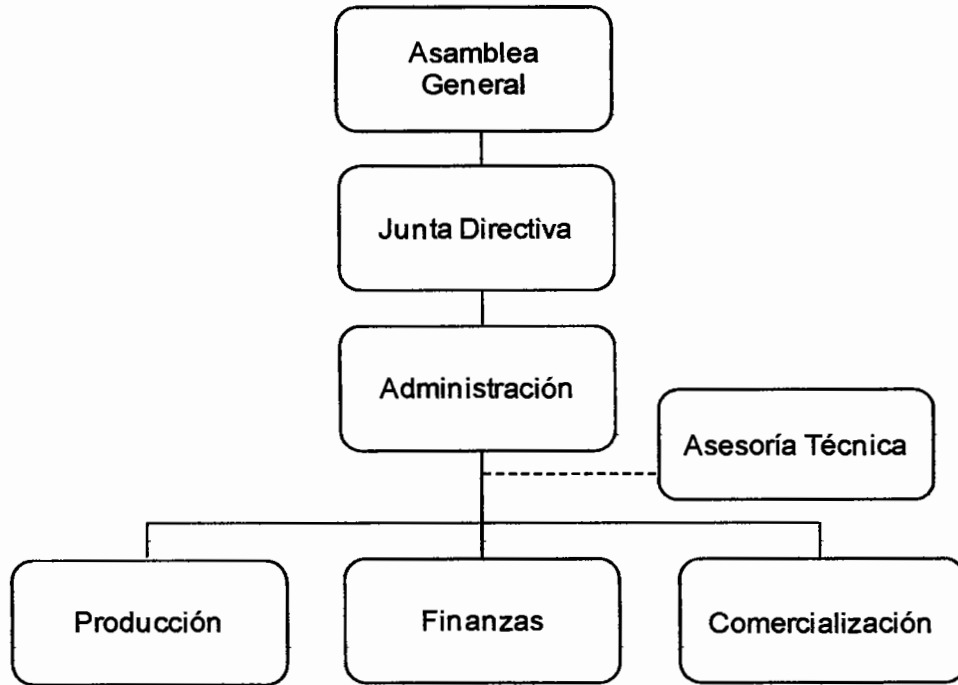 Asamblea
General
Junta Directiva
Administración
Asesoría Técnica
Producción
Finanzas
Comercialización